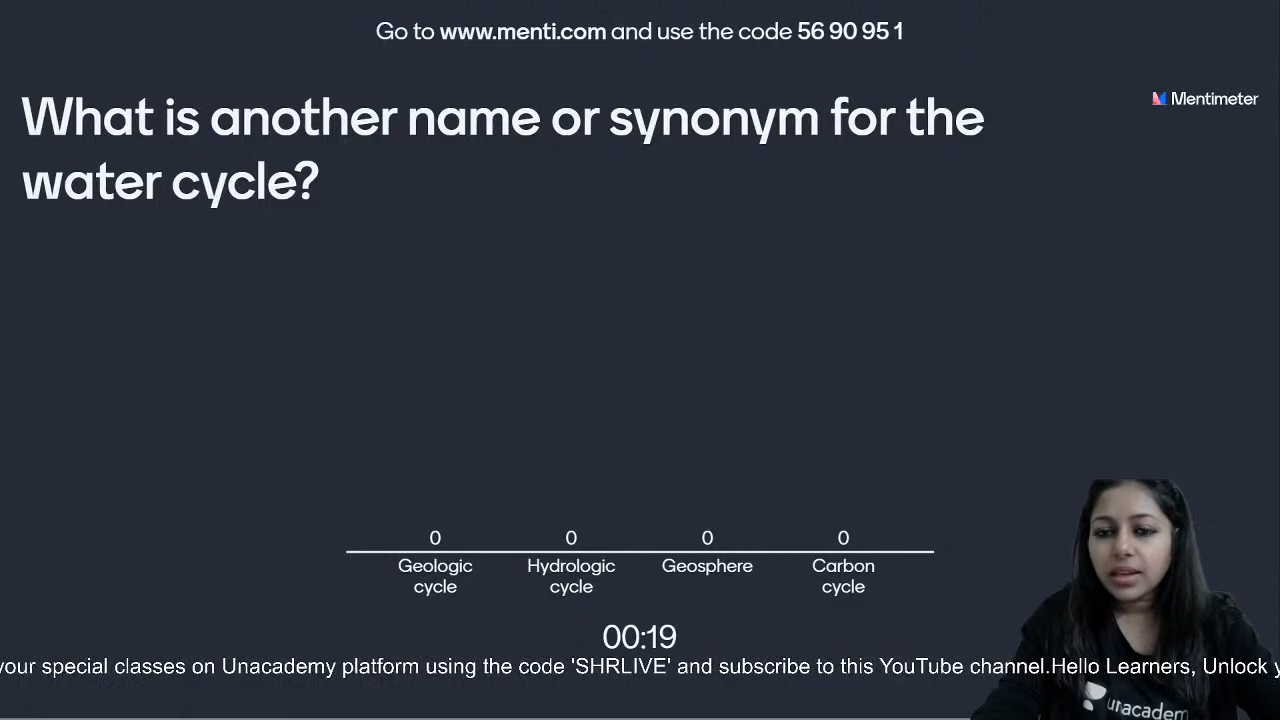 Go to www.menti.com and use the code 56 90 95 1
Mentimeter
What is another name or synonym for the
water cycle?
0 0 0 0
Geologic cycle
Hydrologic cycle
Geosphere
Carbon cycle
00:19
your special classes on Unacademy platform using the code 'SHRLIVE' and subscribe to this YouTube channel.Hello Learners, Unlock y
unacadem